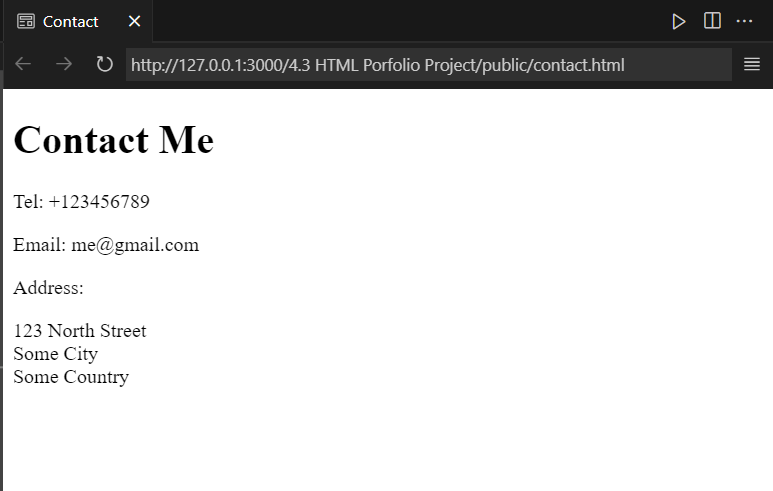 Contact
http://127.0.0.1:3000/4.3 HTML Porfolio Project/public/contact.html
Contact Me
Tel: +123456789
Email: me@gmail.com
Address:
123 North Street
Some City
Some Country